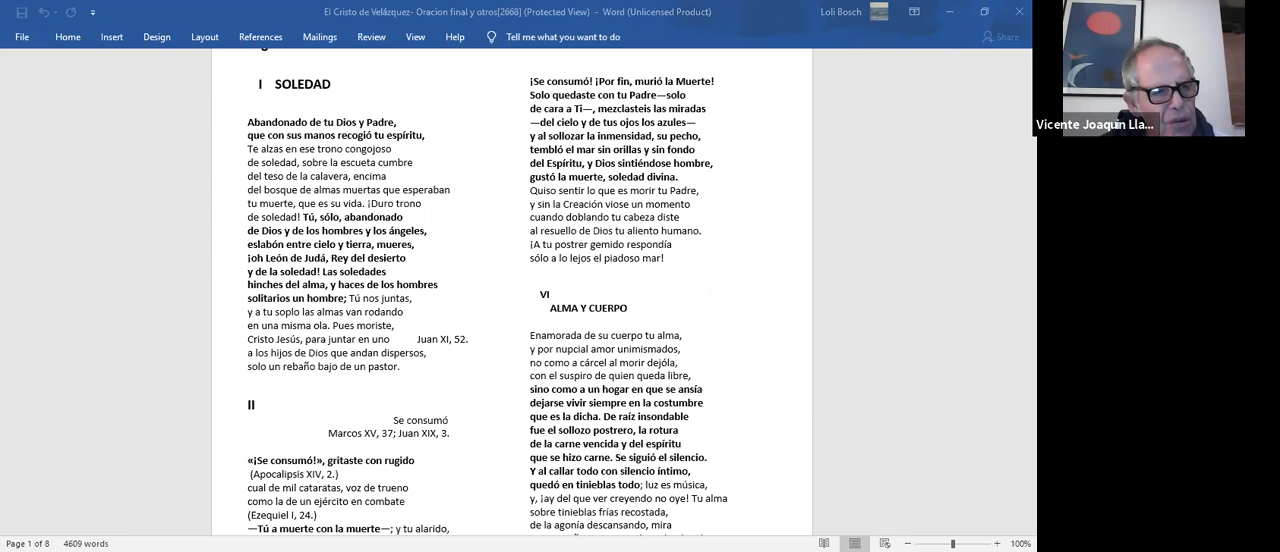 El Cristo de Velázquez- Oracion final y otros[2668] (Protected View) - Word (Unlicensed Product)
Loli Bosch
File Home Insert Design Layout References Mailings Review View Help Tell me what you want to do Share
I SOLEDAD
Abandonado de tu Dios y Padre,
que con sus manos recogió tu espíritu,
Te alzas en ese trono congojoso
de soledad, sobre la escueta cumbre
del teso de la calavera, encima
del bosque de almas muertas que esperaban
tu muerte, que es su vida. ¡Duro trono
de soledad! Tú, sólo, abandonado
de Dios y de los hombres y los ángeles,
eslabón entre cielo y tierra, mueres,
¡oh León de Judá, Rey del desierto
y de la soledad! Las soledades
hinches del alma, y haces de los hombres
solitarios un hombre; Tú nos juntas,
y a tu soplo las almas van rodando
en una misma ola. Pues moriste,
Cristo Jesús, para juntar en uno Juan XI, 52.
a los hijos de Dios que andan dispersos,
solo un rebaño bajo de un pastor.
II
Se consumó
Marcos XV, 37; Juan XIX, 3.
«¡Se consumó!», gritaste con rugido
(Apocalipsis XIV, 2.)
cual de mil cataratas, voz de trueno
como la de un ejército en combate
(Ezequiel I, 24.)
—Tú a muerte con la muerte—; y tu alarido,
¡Se consumó! ¡Por fin, murió la Muerte!
Solo quedaste con tu Padre—solo
de cara a Ti—, mezclasteis las miradas
—del cielo y de tus ojos los azules—
y al sollozar la inmensidad, su pecho,
tembló el mar sin orillas y sin fondo
del Espíritu, y Dios sintiéndose hombre,
gustó la muerte, soledad divina.
Quiso sentir lo que es morir tu Padre,
y sin la Creación viose un momento
cuando doblando tu cabeza diste
al resuello de Dios tu aliento humano.
¡A tu postrer gemido respondía
sólo a lo lejos el piadoso mar!
VI
ALMA Y CUERPO
Enamorada de su cuerpo tu alma,
y por nupcial amor unimismados,
no como a cárcel al morir dejóla,
con el suspiro de quien queda libre,
sino como a un hogar en que se ansía
dejarse vivir siempre en la costumbre
que es la dicha. De raíz insondable
fue el sollozo postrero, la rotura
de la carne vencida y del espíritu
que se hizo carne. Se siguió el silencio.
Y al callar todo con silencio íntimo,
quedó en tinieblas todo; luz es música,
y, ¡ay del que ver creyendo no oye! Tu alma
sobre tinieblas frías recostada,
de la agonía descansando, mira
Vicente Joaquin Lla...
Page 1 of 8 4609 words
100%